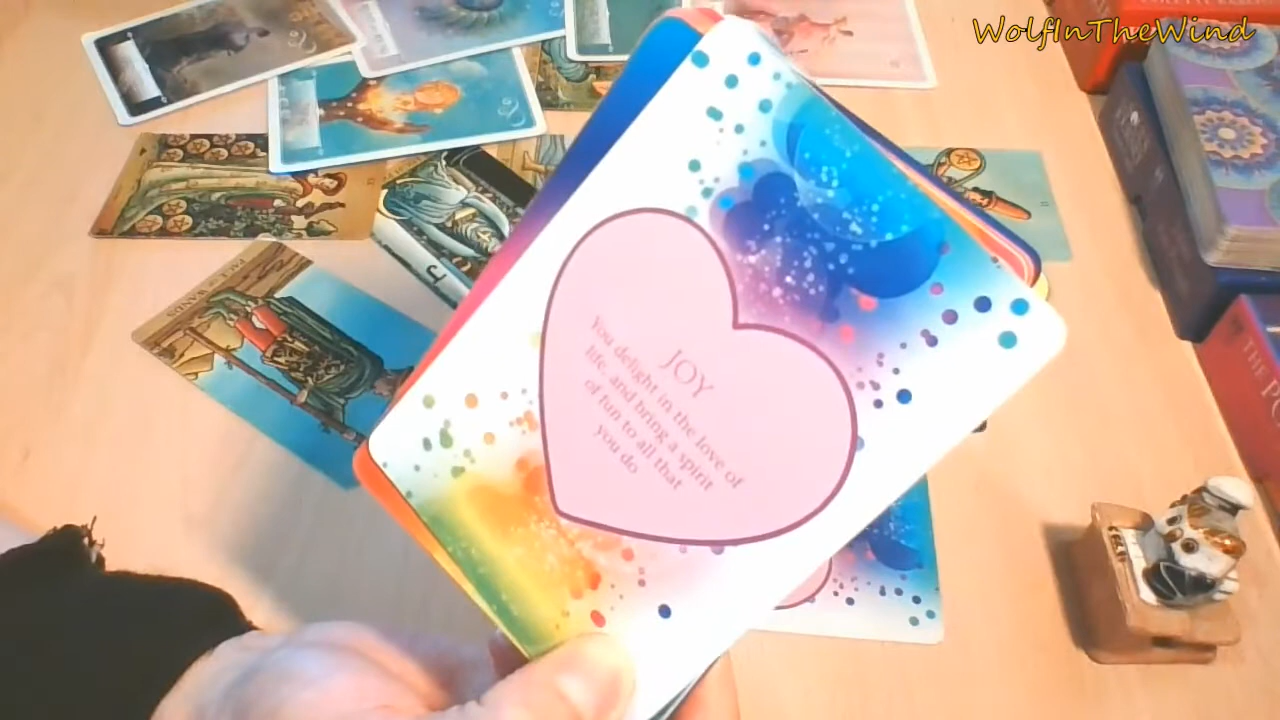 WolfInTheWind
JOY
You delight in the love of
life, and bring a spirit
of fun to all that
you do
PAGE of WANDS
THE